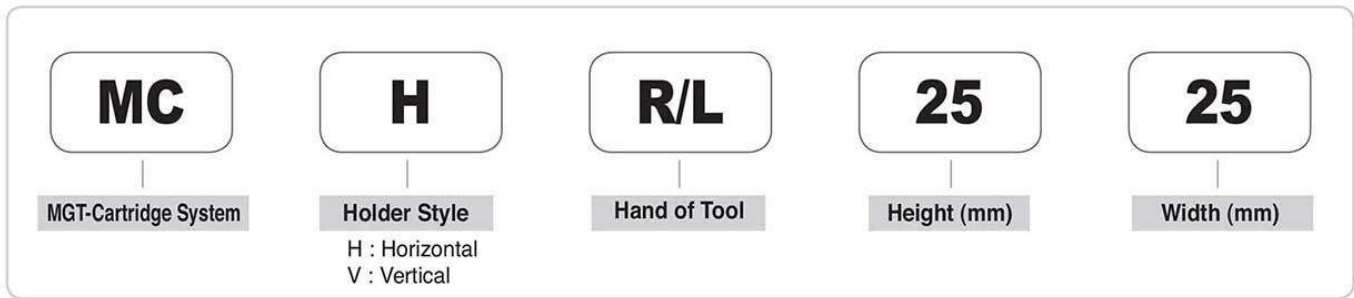 MC H R/L 25 25
MGT-Cartridge System Holder Style Hand of Tool Height (mm) Width (mm)
H : Horizontal
V : Vertical